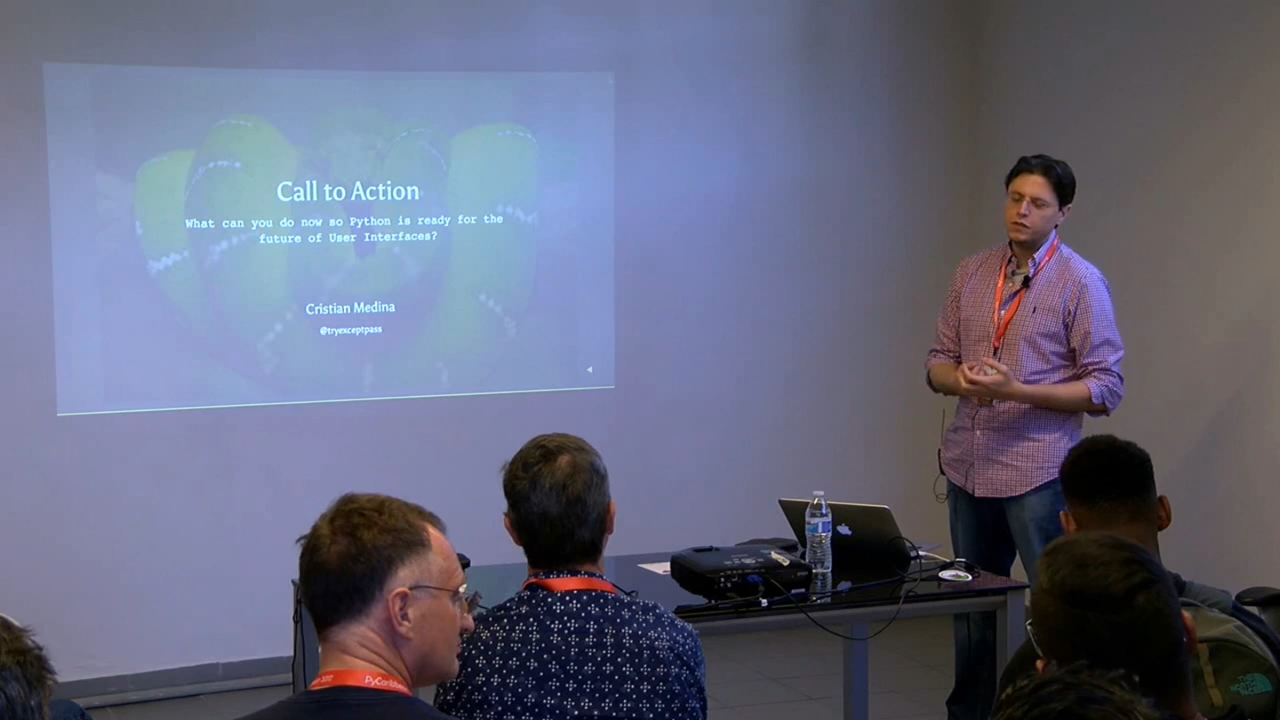 Call to Action
What can you do now so Python is ready for the
future of User Interfaces?
Cristian Medina
@tryexceptpass